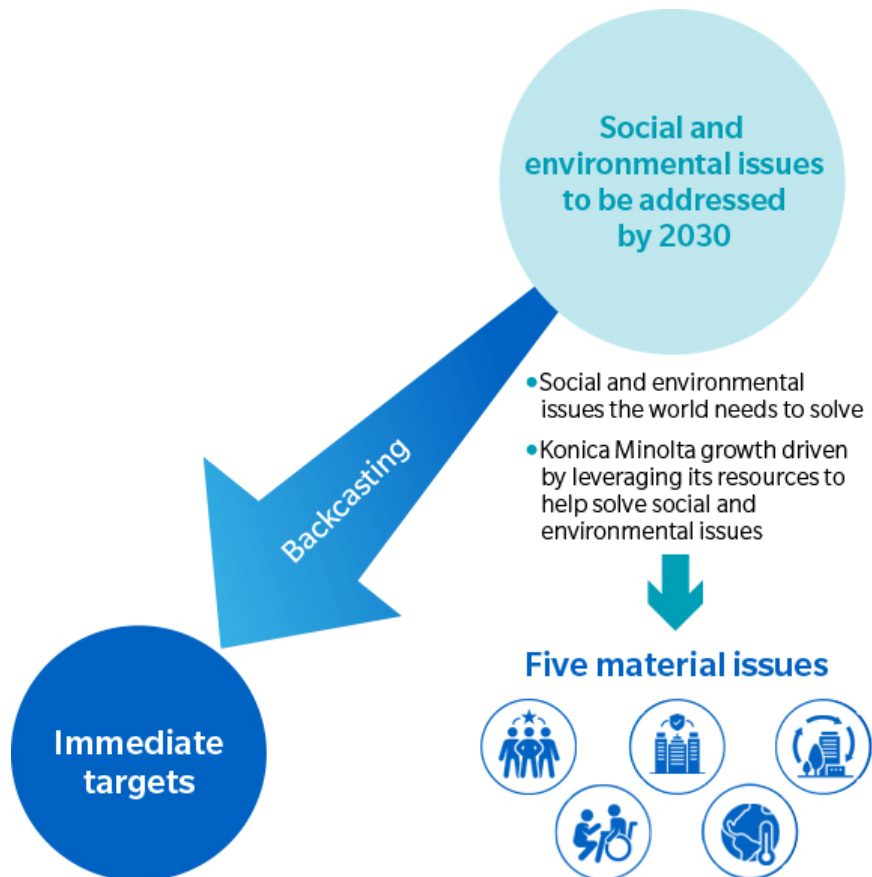 Social and
environmental issues
to be addressed
by 2030
Backcasting
•Social and environmental
issues the world needs to solve
•Konica Minolta growth driven
by leveraging its resources to
help solve social and
environmental issues
Five material issues
Immediate
targets